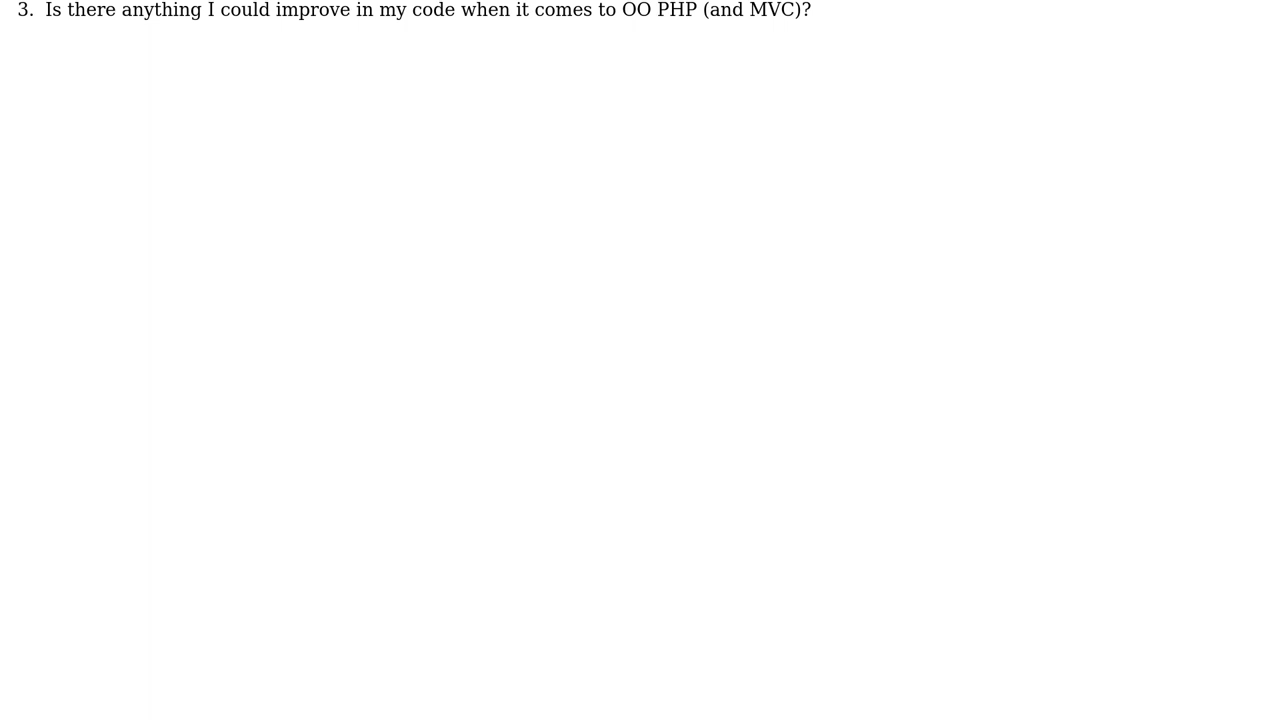 3. Is there anything I could improve in my code when it comes to OO PHP (and MVC)?